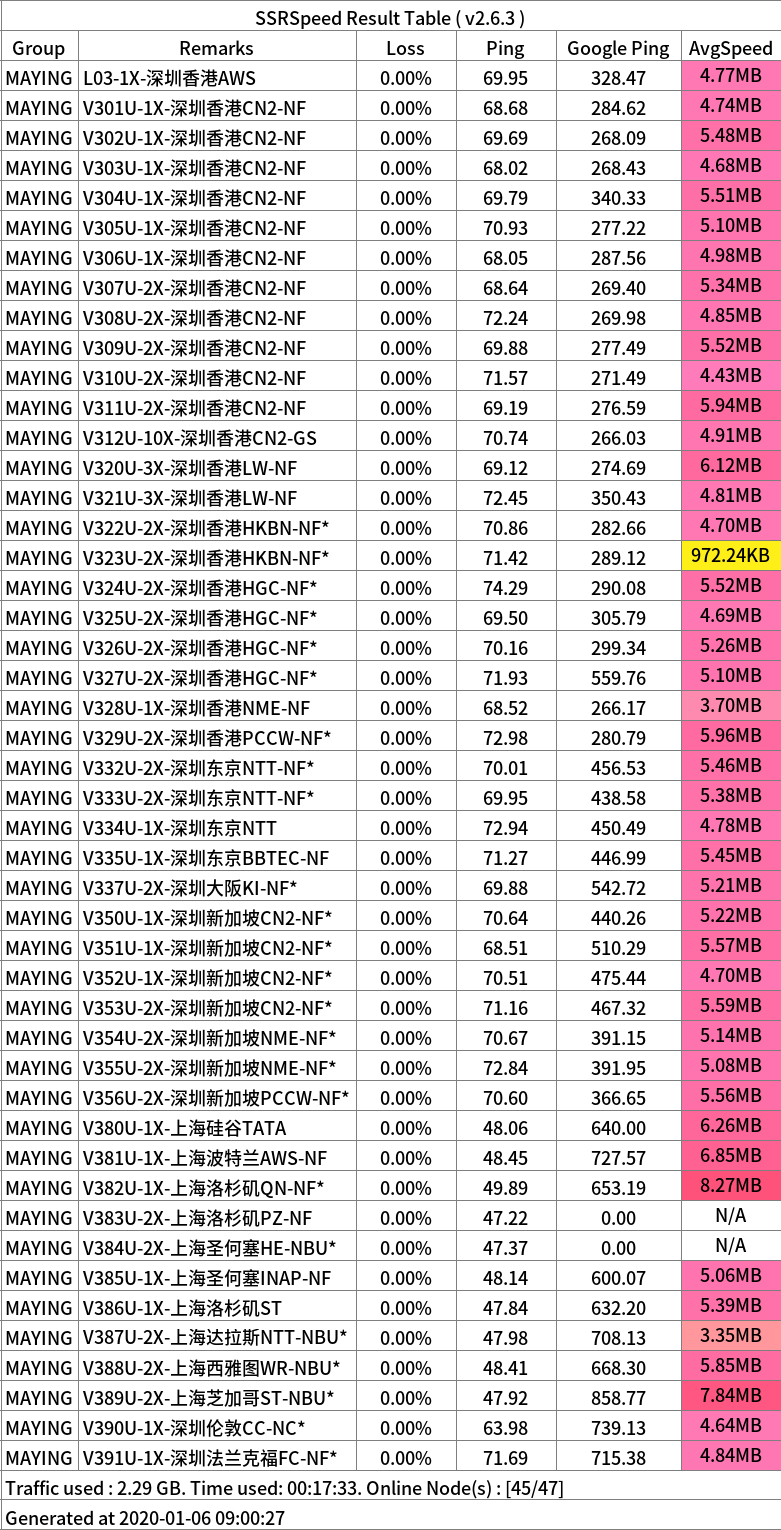 SSRSpeed Result Table ( v2.6.3 )
Group Remarks Loss Ping Google Ping AvgSpeed
MAYING L03-1X-深圳香港AWS 0.00% 69.95 328.47 4.77MB
MAYING V301U-1X-深圳香港CN2-NF 0.00% 68.68 284.62 4.74MB
MAYING V302U-1X-深圳香港CN2-NF 0.00% 69.69 268.09 5.48MB
MAYING V303U-1X-深圳香港CN2-NF 0.00% 68.02 268.43 4.68MB
MAYING V304U-1X-深圳香港CN2-NF 0.00% 69.79 340.33 5.51MB
MAYING V305U-1X-深圳香港CN2-NF 0.00% 70.93 277.22 5.10MB
MAYING V306U-1X-深圳香港CN2-NF 0.00% 68.05 287.56 4.98MB
MAYING V307U-2X-深圳香港CN2-NF 0.00% 68.64 269.40 5.34MB
MAYING V308U-2X-深圳香港CN2-NF 0.00% 72.24 269.98 4.85MB
MAYING V309U-2X-深圳香港CN2-NF 0.00% 69.88 277.49 5.52MB
MAYING V310U-2X-深圳香港CN2-NF 0.00% 71.57 271.49 4.43MB
MAYING V311U-2X-深圳香港CN2-NF 0.00% 69.19 276.59 5.94MB
MAYING V312U-10X-深圳香港CN2-GS 0.00% 70.74 266.03 4.91MB
MAYING V320U-3X-深圳香港LW-NF 0.00% 69.12 274.69 6.12MB
MAYING V321U-3X-深圳香港LW-NF 0.00% 72.45 350.43 4.81MB
MAYING V322U-2X-深圳香港HKBN-NF* 0.00% 70.86 282.66 4.70MB
MAYING V323U-2X-深圳香港HKBN-NF* 0.00% 71.42 289.12 972.24KB
MAYING V324U-2X-深圳香港HGC-NF* 0.00% 74.29 290.08 5.52MB
MAYING V325U-2X-深圳香港HGC-NF* 0.00% 69.50 305.79 4.69MB
MAYING V326U-2X-深圳香港HGC-NF* 0.00% 70.16 299.34 5.26MB
MAYING V327U-2X-深圳香港HGC-NF* 0.00% 71.93 559.76 5.10MB
MAYING V328U-1X-深圳香港NME-NF 0.00% 68.52 266.17 3.70MB
MAYING V329U-2X-深圳香港PCCW-NF* 0.00% 72.98 280.79 5.96MB
MAYING V332U-2X-深圳东京NTT-NF* 0.00% 70.01 456.53 5.46MB
MAYING V333U-2X-深圳东京NTT-NF* 0.00% 69.95 438.58 5.38MB
MAYING V334U-1X-深圳东京NTT 0.00% 72.94 450.49 4.78MB
MAYING V335U-1X-深圳东京BBTEC-NF 0.00% 71.27 446.99 5.45MB
MAYING V337U-2X-深圳大阪KI-NF* 0.00% 69.88 542.72 5.21MB
MAYING V350U-1X-深圳新加坡CN2-NF* 0.00% 70.64 440.26 5.22MB
MAYING V351U-1X-深圳新加坡CN2-NF* 0.00% 68.51 510.29 5.57MB
MAYING V352U-1X-深圳新加坡CN2-NF* 0.00% 70.51 475.44 4.70MB
MAYING V353U-2X-深圳新加坡CN2-NF* 0.00% 71.16 467.32 5.59MB
MAYING V354U-2X-深圳新加坡NME-NF* 0.00% 70.67 391.15 5.14MB
MAYING V355U-2X-深圳新加坡NME-NF* 0.00% 72.84 391.95 5.08MB
MAYING V356U-2X-深圳新加坡PCCW-NF* 0.00% 70.60 366.65 5.56MB
MAYING V380U-1X-上海硅谷TATA 0.00% 48.06 640.00 6.26MB
MAYING V381U-1X-上海波特兰AWS-NF 0.00% 48.45 727.57 6.85MB
MAYING V382U-1X-上海洛杉矶QN-NF* 0.00% 49.89 653.19 8.27MB
MAYING V383U-2X-上海洛杉矶PZ-NF 0.00% 47.22 0.00 N/A
MAYING V384U-2X-上海圣何塞HE-NBU* 0.00% 47.37 0.00 N/A
MAYING V385U-1X-上海圣何塞INAP-NF 0.00% 48.14 600.07 5.06MB
MAYING V386U-1X-上海洛杉矶ST 0.00% 47.84 632.20 5.39MB
MAYING V387U-2X-上海达拉斯NTT-NBU* 0.00% 47.98 708.13 3.35MB
MAYING V388U-2X-上海西雅图WR-NBU* 0.00% 48.41 668.30 5.85MB
MAYING V389U-2X-上海芝加哥ST-NBU* 0.00% 47.92 858.77 7.84MB
MAYING V390U-1X-深圳伦敦CC-NC* 0.00% 63.98 739.13 4.64MB
MAYING V391U-1X-深圳法兰克福FC-NF* 0.00% 71.69 715.38 4.84MB
Traffic used : 2.29 GB. Time used: 00:17:33. Online Node(s) : [45/47]
Generated at 2020-01-06 09:00:27